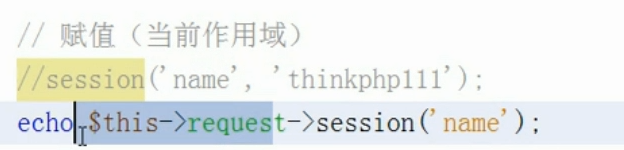 // 赋值（当前作用域）
//session('name', 'thinkphp111');
echo $this->request->session('name');